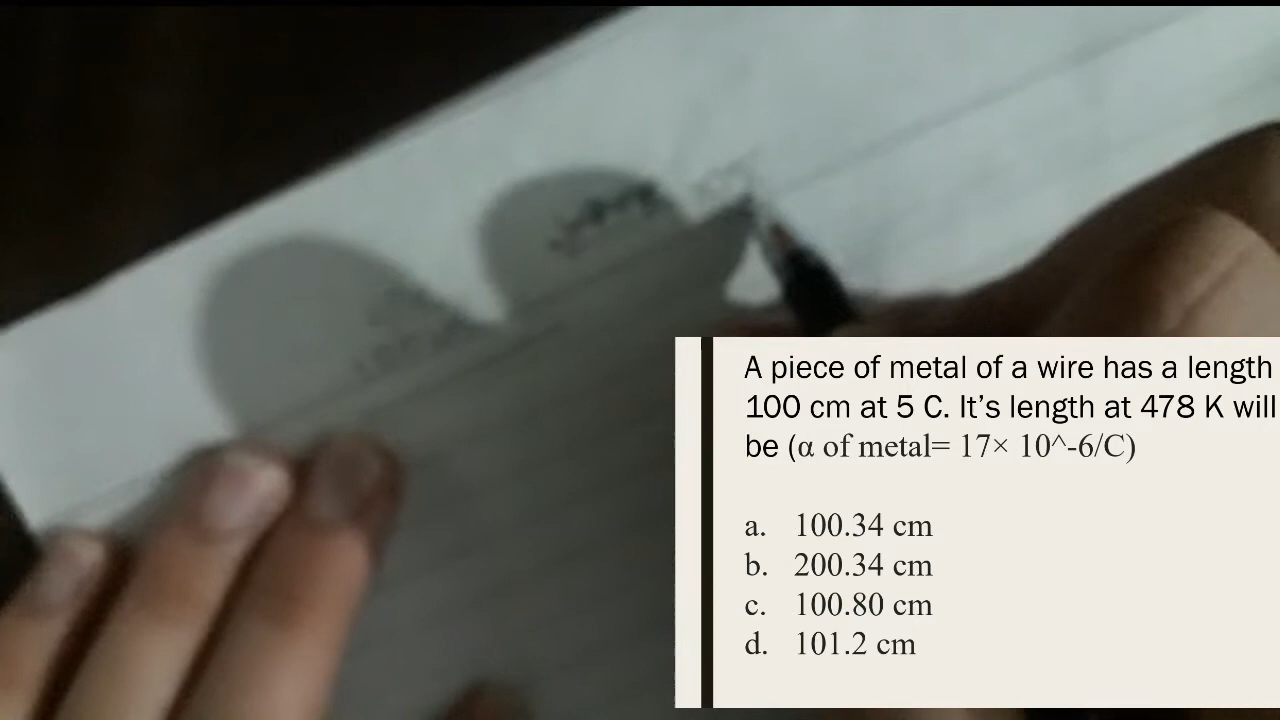 A piece of metal of a wire has a length
100 cm at 5 C. It's length at 478 K will
be (α of metal= 17× 10^-6/C)
a. 100.34 cm
b. 200.34 cm
c. 100.80 cm
d. 101.2 cm